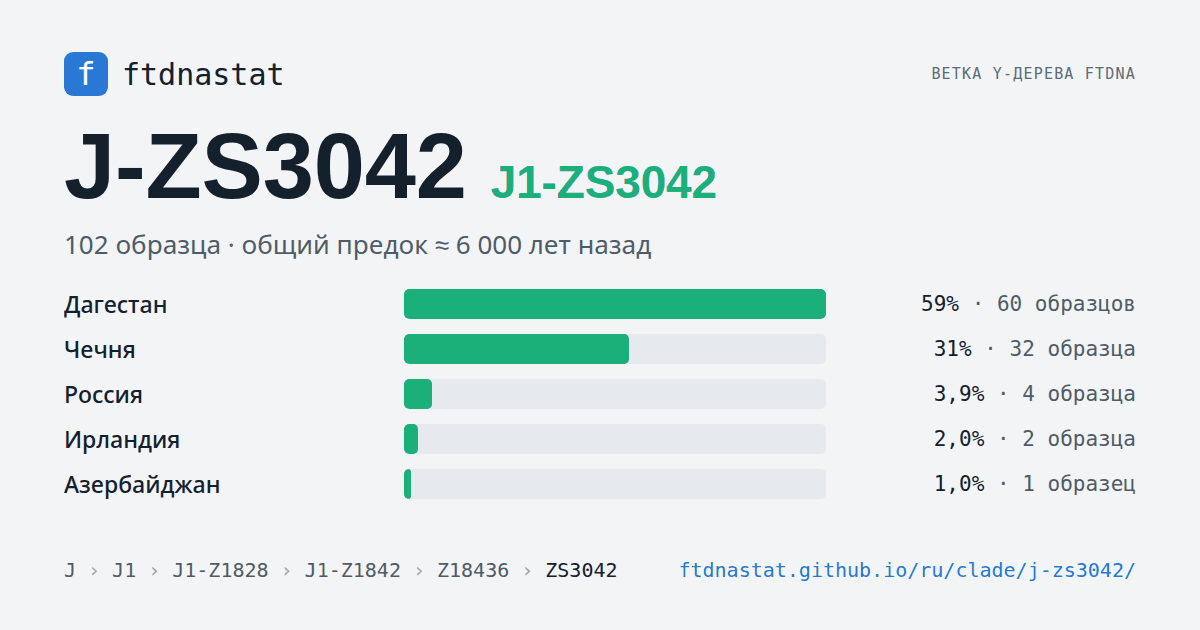 f ftdnastat
ВЕТКА Y-ДЕРЕВА FTDNA
J-ZS3042 J1-ZS3042
102 образца · общий предок ≈ 6 000 лет назад
Дагестан 59% · 60 образцов
Чечня 31% · 32 образца
Россия 3,9% · 4 образца
Ирландия 2,0% · 2 образца
Азербайджан 1,0% · 1 образец
J › J1 › J1-Z1828 › J1-Z1842 › Z18436 › ZS3042
ftdnastat.github.io/ru/clade/j-zs3042/